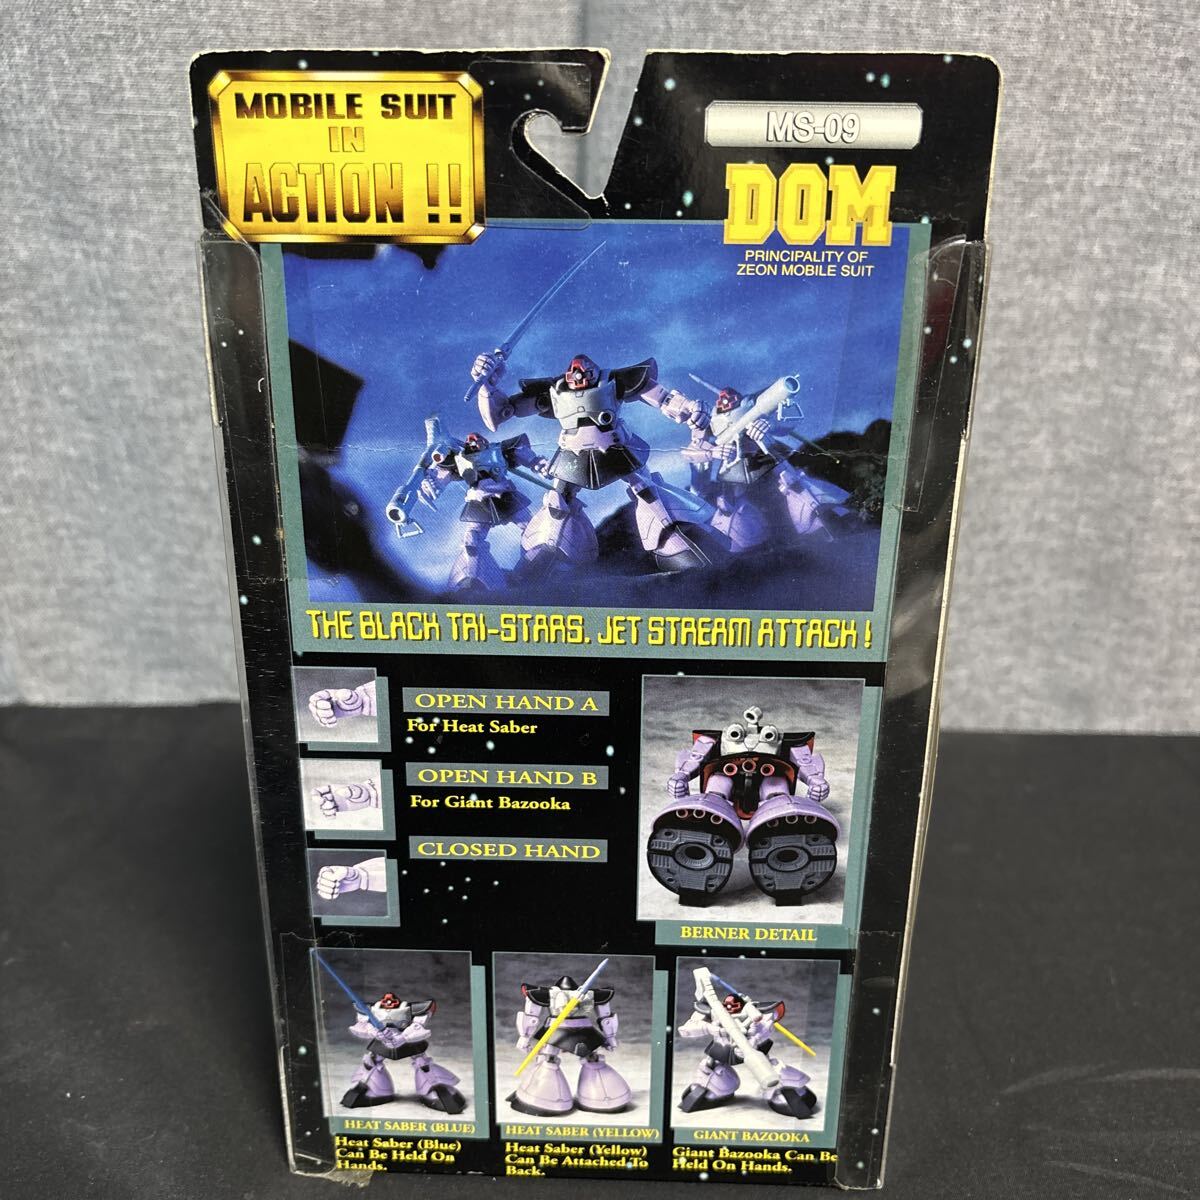 MOBILE SUIT
IN
ACTION !!
MS-09
DOM
PRINCIPALITY OF
ZEON MOBILE SUIT
THE BLACK TRI-STARS. JET STREAM ATTACK !
OPEN HAND A
For Heat Saber
OPEN HAND B
For Giant Bazooka
CLOSED HAND
BERNER DETAIL
HEAT SABER (BLUE)
Heat Saber (Blue)
Can Be Held On
Hands.
HEAT SABER (YELLOW)
Heat Saber (Yellow)
Can Be Attached To
Back.
GIANT BAZOOKA
Giant Bazooka Can Be
Held On Hands.